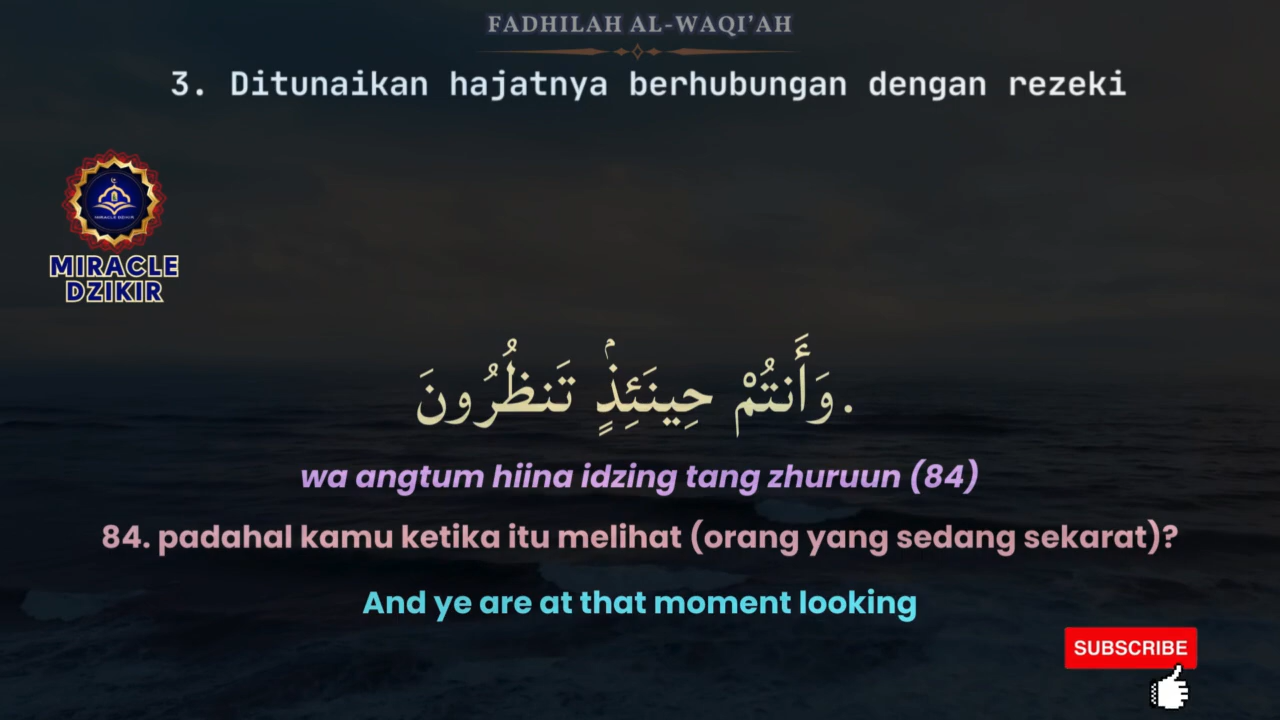 FADHILAH AL-WAQI'AH
3. Ditunaikan hajatnya berhubungan dengan rezeki
MIRACLE
DZIKIR
.وَأَنتُمْ حِينَئِذٍۢ تَنظُرُونَ
wa angtum hiina idzing tang zhuruun (84)
84. padahal kamu ketika itu melihat (orang yang sedang sekarat)?
And ye are at that moment looking
SUBSCRIBE